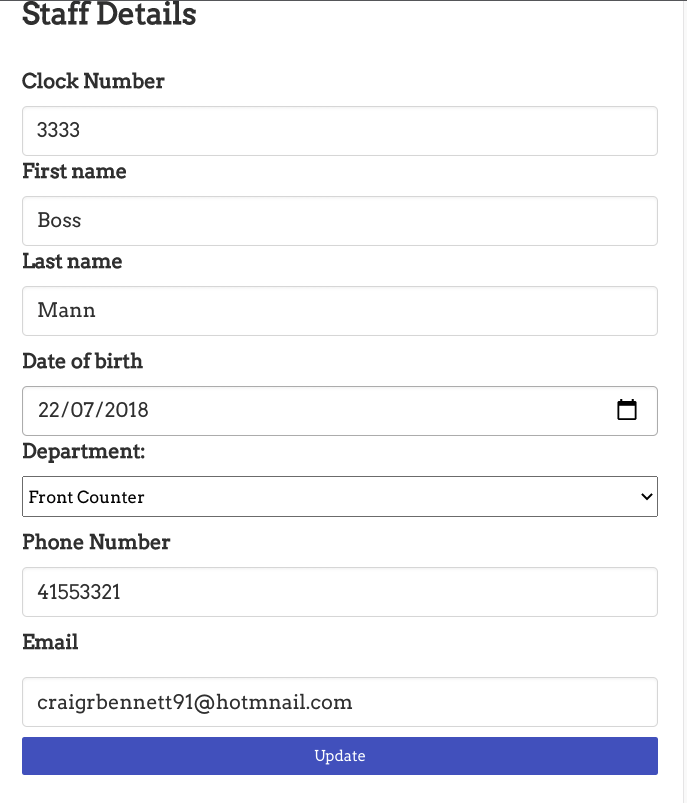 Staff Details
Clock Number
3333
First name
Boss
Last name
Mann
Date of birth
22/07/2018
Department:
Front Counter
Phone Number
41553321
Email
craigrbennett91@hotmnail.com
Update